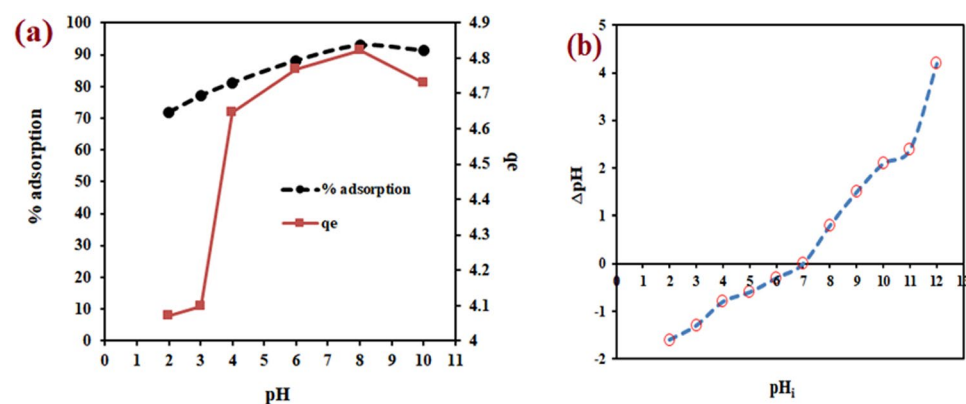 (a)
% adsorption
100
90
80
70
60
50
40
30
20
10
0
4.9
4.8
4.7
4.6
4.5
4.4
4.3
4.2
4.1
4
qe
% adsorption
qe
0 1 2 3 4 5 6 7 8 9 10 11
pH
(b)
ΔpH
5
4
3
2
1
0
-1
-2
0 1 2 3 4 5 6 7 8 9 10 11 12 13
pHᵢ